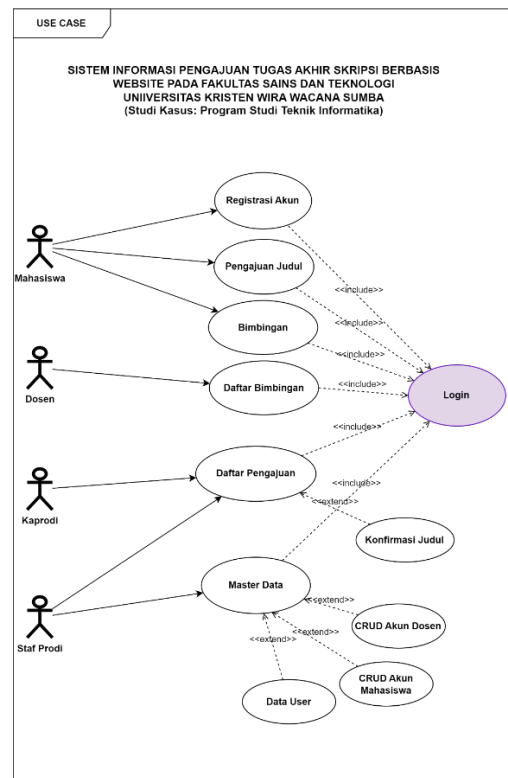 USE CASE
SISTEM INFORMASI PENGAJUAN TUGAS AKHIR SKRIPSI BERBASIS
WEBSITE PADA FAKULTAS SAINS DAN TEKNOLOGI
UNIIVERSITAS KRISTEN WIRA WACANA SUMBA
(Studi Kasus: Program Studi Teknik Informatika)
Registrasi Akun
Mahasiswa
Pengajuan Judul
<<include>>
<<include>>
Bimbingan
<<include>>
Dosen
Daftar Bimbingan
<<include>>
Login
<<include>>
Kaprodi
Daftar Pengajuan
<<include>>
<<extend>>
Konfirmasi Judul
Staf Prodi
Master Data
<<extend>>
CRUD Akun Dosen
<<extend>>
<<extend>>
CRUD Akun
Mahasiswa
Data User